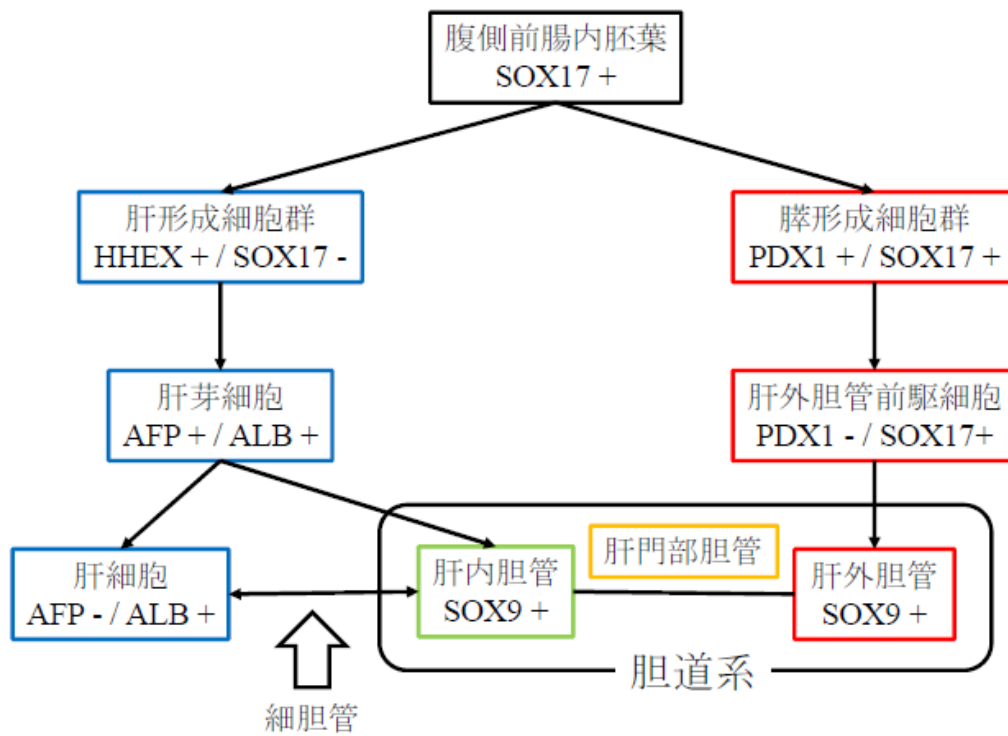 腹側前腸内胚葉
SOX17 +
肝形成細胞群
HHEX + / SOX17 -
膵形成細胞群
PDX1 + / SOX17 +
肝芽細胞
AFP + / ALB +
肝外胆管前駆細胞
PDX1 - / SOX17+
肝細胞
AFP - / ALB +
肝内胆管
SOX9 +
肝門部胆管
肝外胆管
SOX9 +
胆道系
細胆管